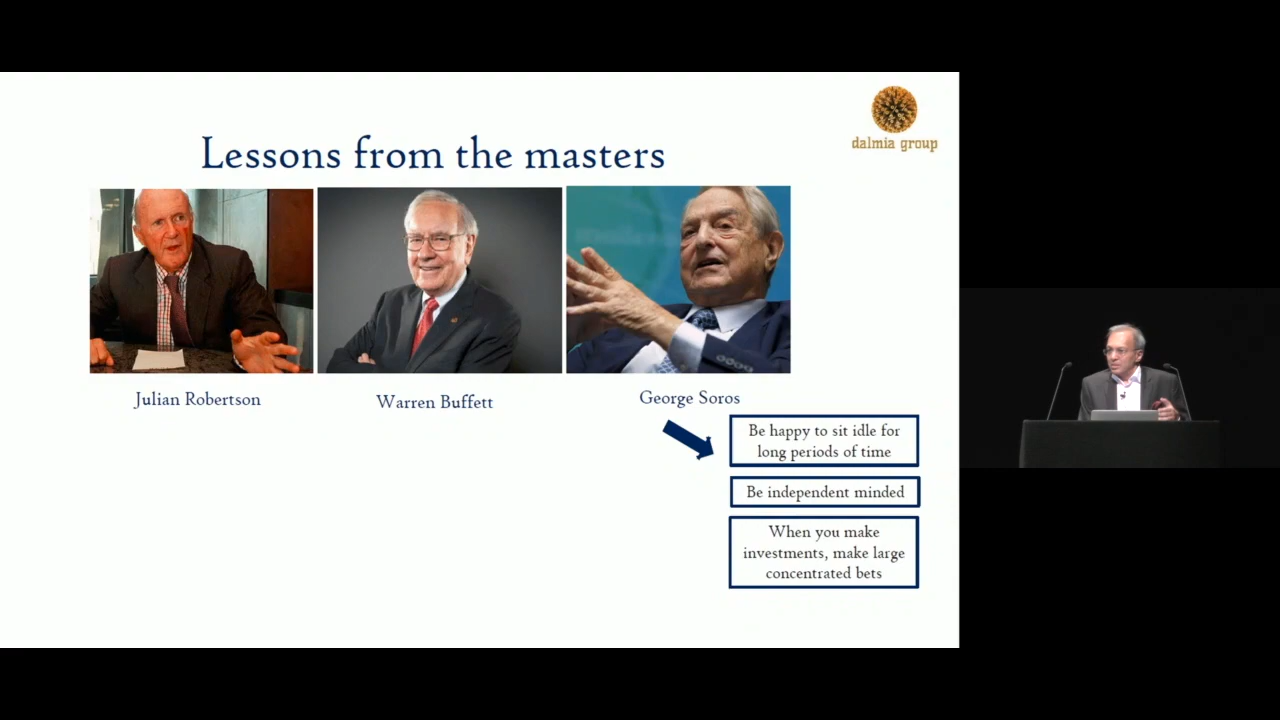 dalmia group
Lessons from the masters
Julian Robertson
Warren Buffett
George Soros
Be happy to sit idle for
long periods of time
Be independent minded
When you make
investments, make large
concentrated bets